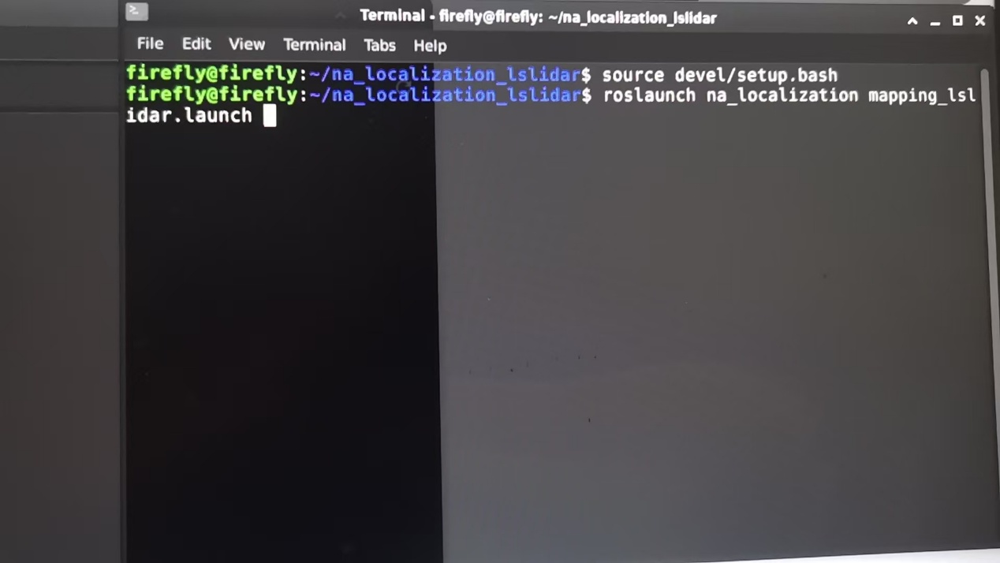 Terminal - firefly@firefly: ~/na_localization_lslidar
File Edit View Terminal Tabs Help
firefly@firefly:~/na_localization_lslidar$ source devel/setup.bash
firefly@firefly:~/na_localization_lslidar$ roslaunch na_localization mapping_lsl
idar.launch